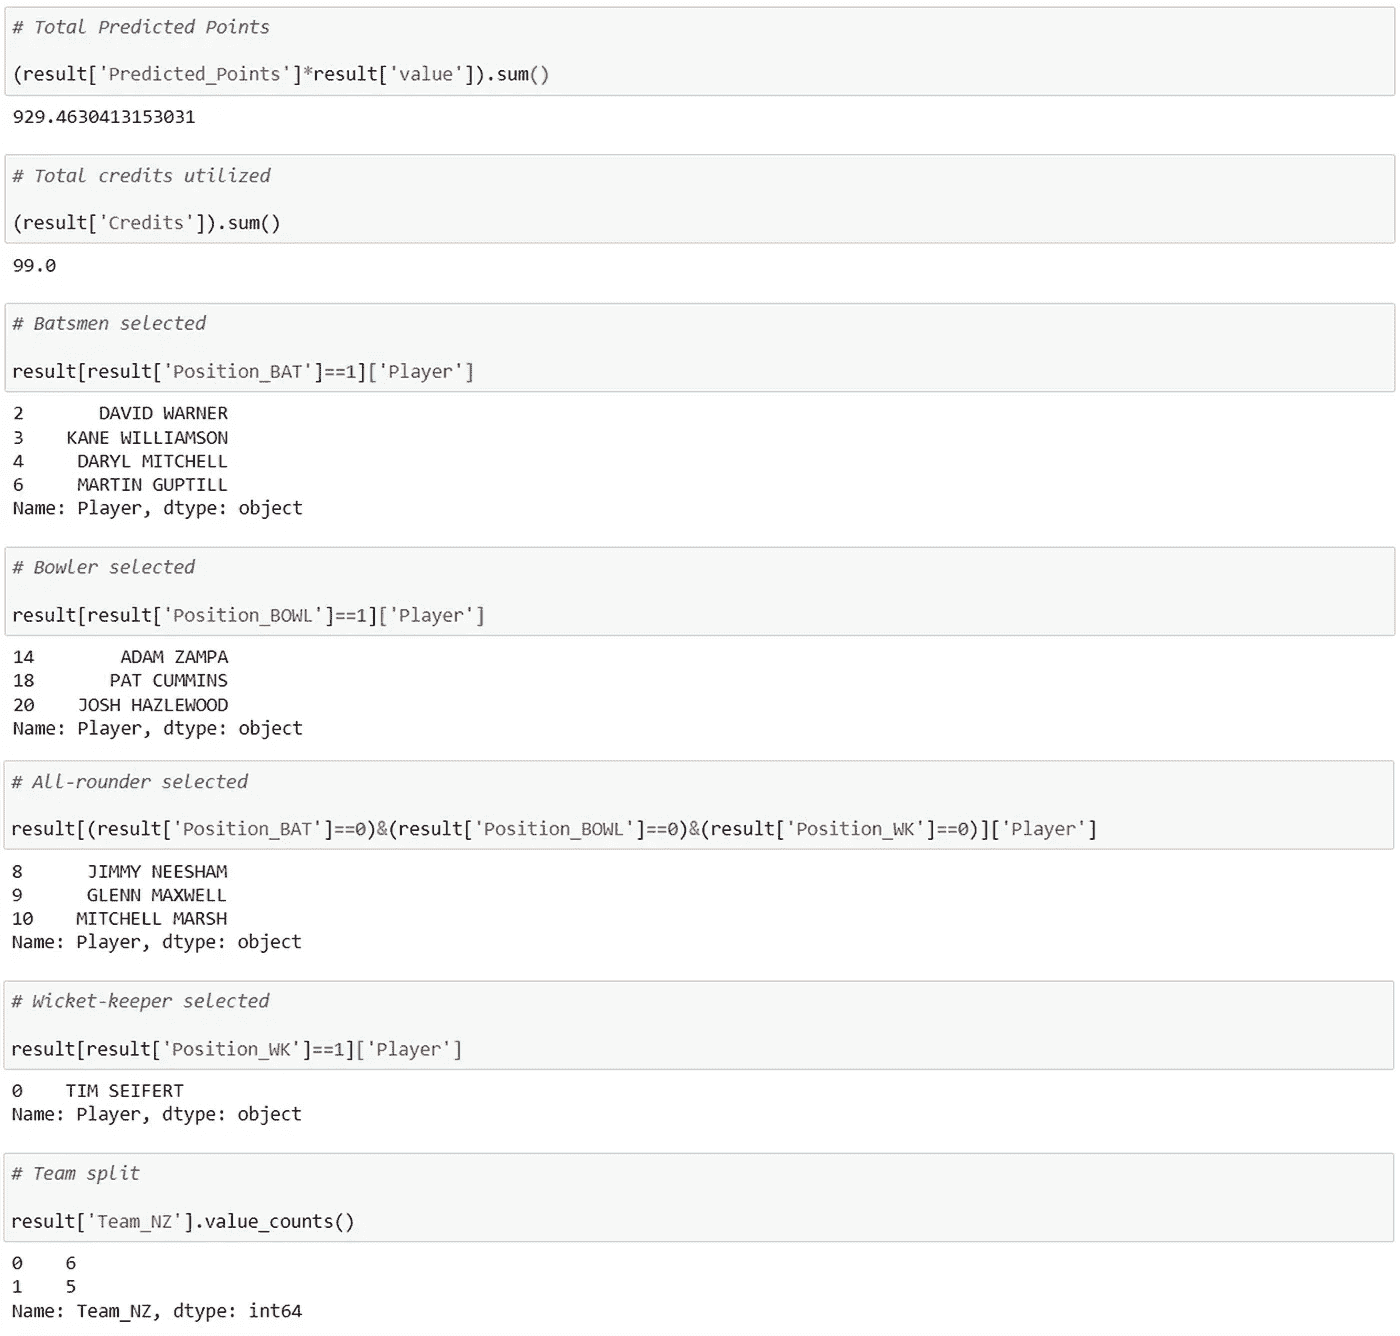 # Total Predicted Points
(result['Predicted_Points']*result['value']).sum()
929.4630413153031
# Total credits utilized
(result['Credits']).sum()
99.0
# Batsmen selected
result[result['Position_BAT']==1]['Player']
2       DAVID WARNER
3    KANE WILLIAMSON
4     DARYL MITCHELL
6     MARTIN GUPTILL
Name: Player, dtype: object
# Bowler selected
result[result['Position_BOWL']==1]['Player']
14        ADAM ZAMPA
18       PAT CUMMINS
20    JOSH HAZLEWOOD
Name: Player, dtype: object
# All-rounder selected
result[(result['Position_BAT']==0)&(result['Position_BOWL']==0)&(result['Position_WK']==0)]['Player']
8      JIMMY NEESHAM
9      GLENN MAXWELL
10    MITCHELL MARSH
Name: Player, dtype: object
# Wicket-keeper selected
result[result['Position_WK']==1]['Player']
0    TIM SEIFERT
Name: Player, dtype: object
# Team split
result['Team_NZ'].value_counts()
0    6
1    5
Name: Team_NZ, dtype: int64